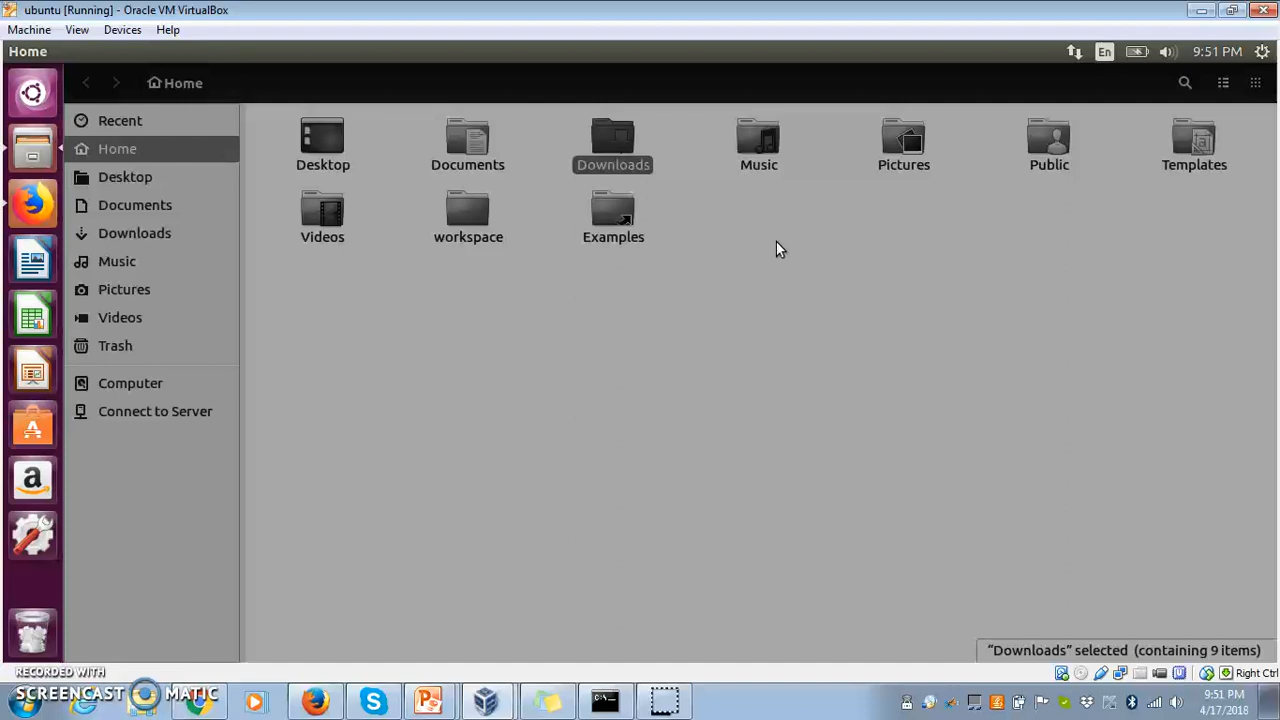 ubuntu [Running] - Oracle VM VirtualBox
Machine View Devices Help
Home En 9:51 PM
Home
Recent
Home
Desktop
Documents
Downloads
Music
Pictures
Videos
Trash
Computer
Connect to Server
Desktop Documents Downloads Music Pictures Public Templates
Videos workspace Examples
"Downloads" selected (containing 9 items)
Right Ctrl
RECORDED WITH
SCREENCAST MATIC
9:51 PM
4/17/2018